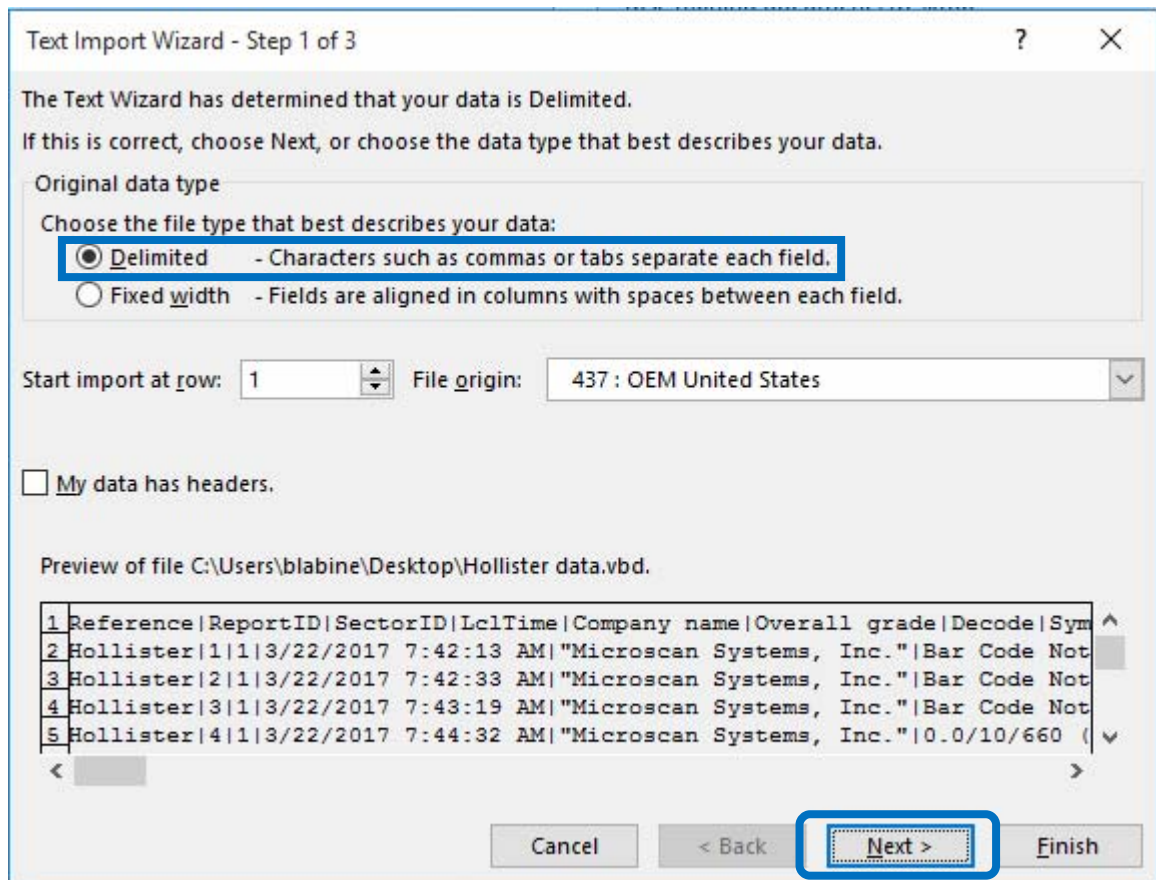 Text Import Wizard - Step 1 of 3 ?
The Text Wizard has determined that your data is Delimited.
If this is correct, choose Next, or choose the data type that best describes your data.
Original data type
Choose the file type that best describes your data:
Delimited - Characters such as commas or tabs separate each field.
Fixed width - Fields are aligned in columns with spaces between each field.
Start import at row: 1 File origin: 437 : OEM United States
My data has headers.
Preview of file C:\Users\blabine\Desktop\Hollister data.vbd.
1 Reference|ReportID|SectorID|LclTime|Company name|Overall grade|Decode|Sym
2 Hollister|1|1|3/22/2017 7:42:13 AM|"Microscan Systems, Inc."|Bar Code Not
3 Hollister|2|1|3/22/2017 7:42:33 AM|"Microscan Systems, Inc."|Bar Code Not
4 Hollister|3|1|3/22/2017 7:43:19 AM|"Microscan Systems, Inc."|Bar Code Not
5 Hollister|4|1|3/22/2017 7:44:32 AM|"Microscan Systems, Inc."|0.0/10/660 (
Cancel < Back Next > Finish